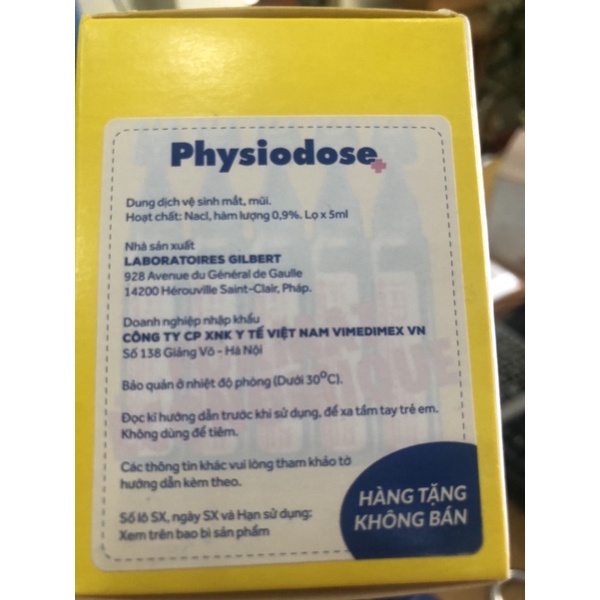 Physiodose
Dung dịch vệ sinh mắt, mũi.
Hoạt chất: Nacl, hàm lượng 0,9%. Lọ x 5ml
Nhà sản xuất
LABORATOIRES GILBERT
928 Avenue du Général de Gaulle
14200 Hérouville Saint-Clair, Pháp.
Doanh nghiệp nhập khẩu
CÔNG TY CP XNK Y TẾ VIỆT NAM VIMEDIMEX VN
Số 138 Giảng Võ - Hà Nội
Bảo quản ở nhiệt độ phòng (Dưới 30⁰C).
Đọc kĩ hướng dẫn trước khi sử dụng, để xa tầm tay trẻ em.
Không dùng để tiêm.
Các thông tin khác vui lòng tham khảo tờ
hướng dẫn kèm theo.
Số lô SX, ngày SX và Hạn sử dụng:
Xem trên bao bì sản phẩm
HÀNG TẶNG
KHÔNG BÁN